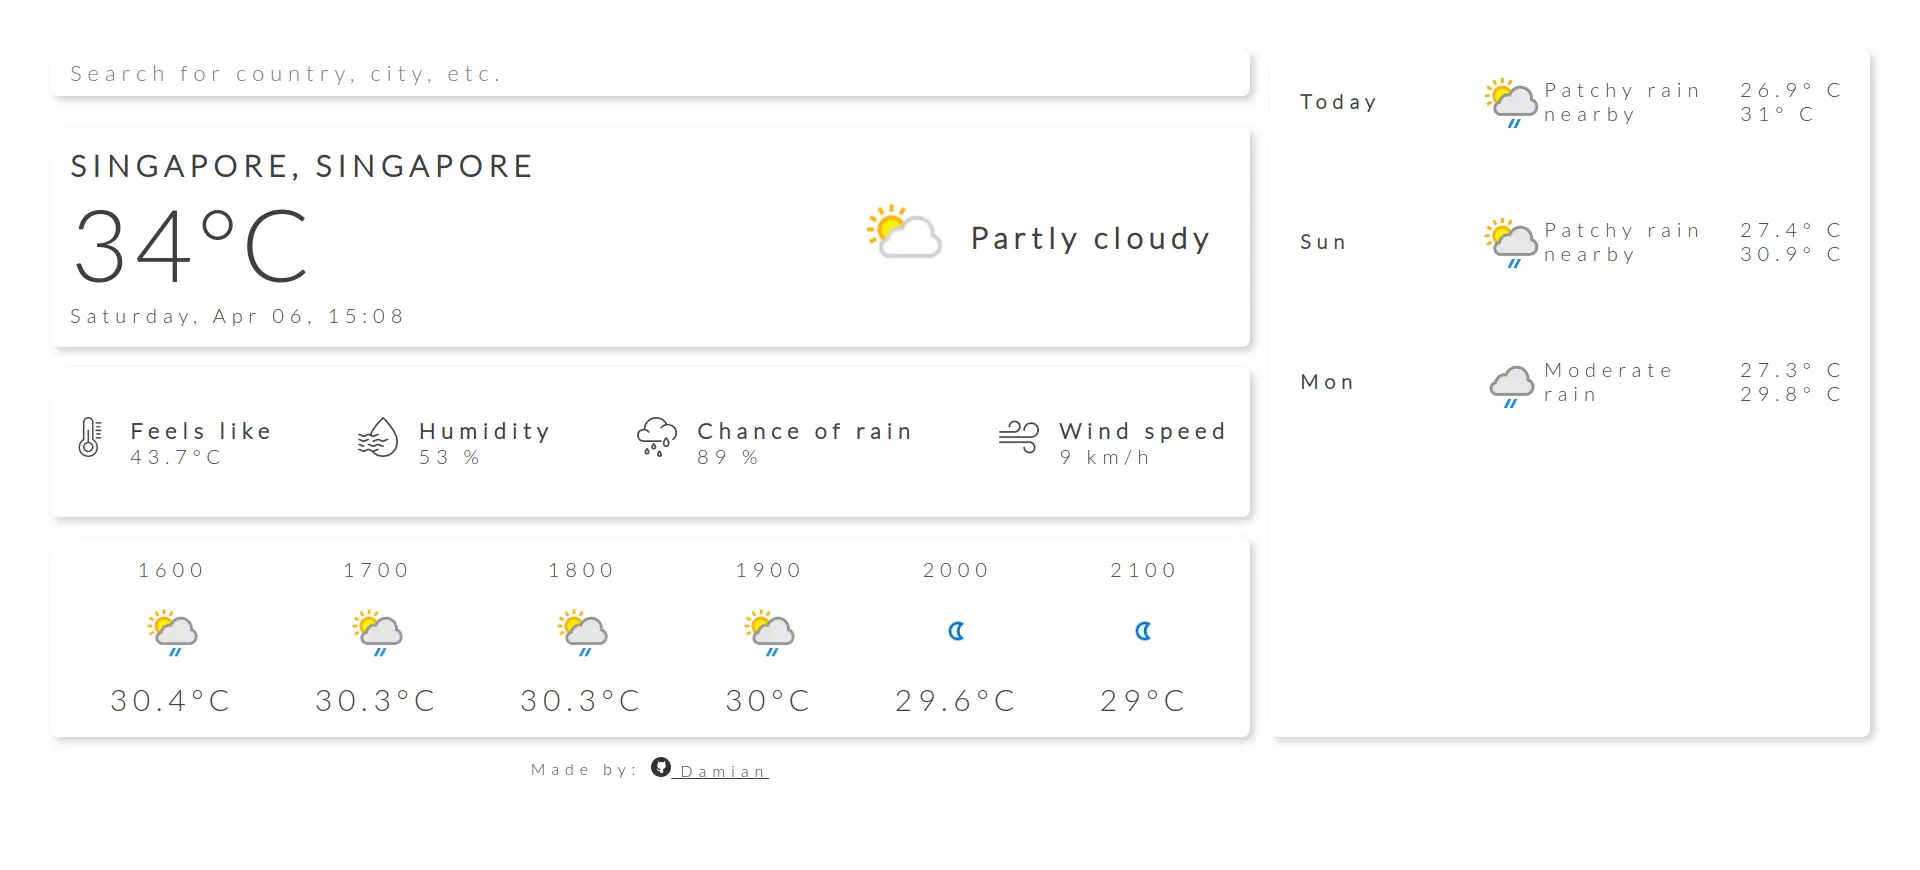 Search for country, city, etc.
SINGAPORE, SINGAPORE
34°C
Saturday, Apr 06, 15:08
Partly cloudy
Feels like
43.7°C
Humidity
53 %
Chance of rain
89 %
Wind speed
9 km/h
1600 1700 1800 1900 2000 2100
30.4°C 30.3°C 30.3°C 30°C 29.6°C 29°C
Made by: Damian
Today
Patchy rain
nearby
26.9° C
31° C
Sun
Patchy rain
nearby
27.4° C
30.9° C
Mon
Moderate
rain
27.3° C
29.8° C